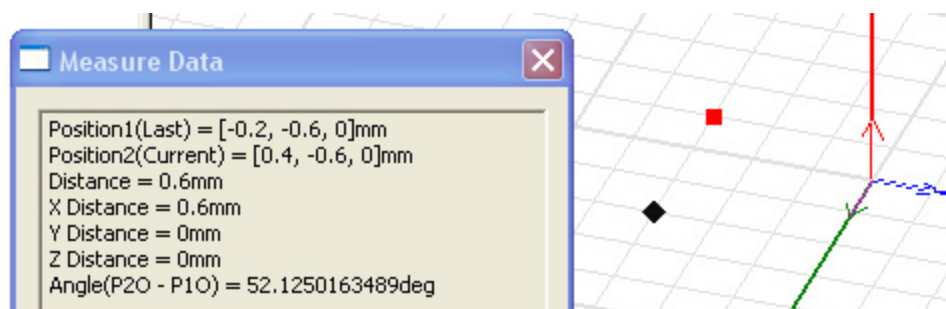 Measure Data
Position1(Last) = [-0.2, -0.6, 0]mm
Position2(Current) = [0.4, -0.6, 0]mm
Distance = 0.6mm
X Distance = 0.6mm
Y Distance = 0mm
Z Distance = 0mm
Angle(P2O - P1O) = 52.1250163489deg